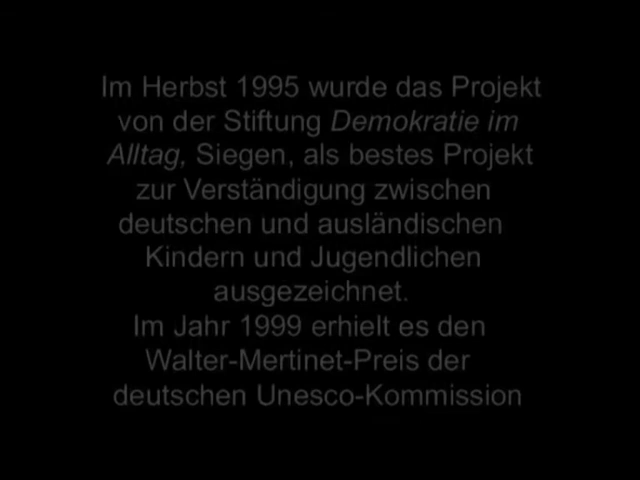 Im Herbst 1995 wurde das Projekt
von der Stiftung Demokratie im
Alltag, Siegen, als bestes Projekt
zur Verständigung zwischen
deutschen und ausländischen
Kindern und Jugendlichen
ausgezeichnet.
Im Jahr 1999 erhielt es den
Walter-Mertinet-Preis der
deutschen Unesco-Kommission